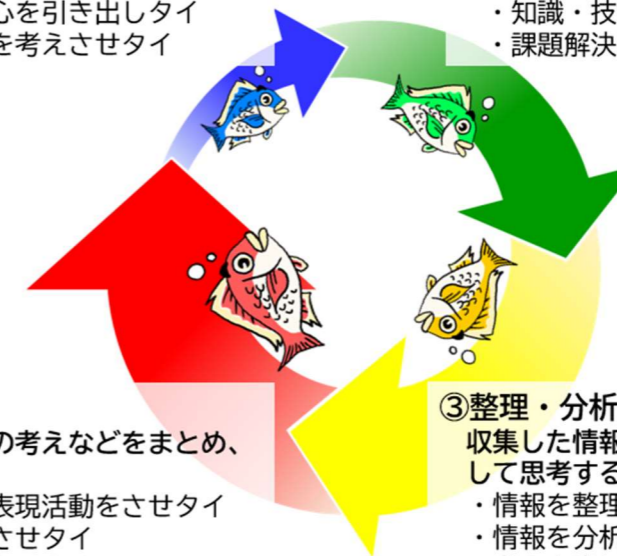 心を引き出しタイ
を考えさせタイ
・知識・技
・課題解決
の考えなどをまとめ、
表現活動をさせタイ
させタイ
③整理・分析
収集した情報
して思考する
・情報を整理
・情報を分析